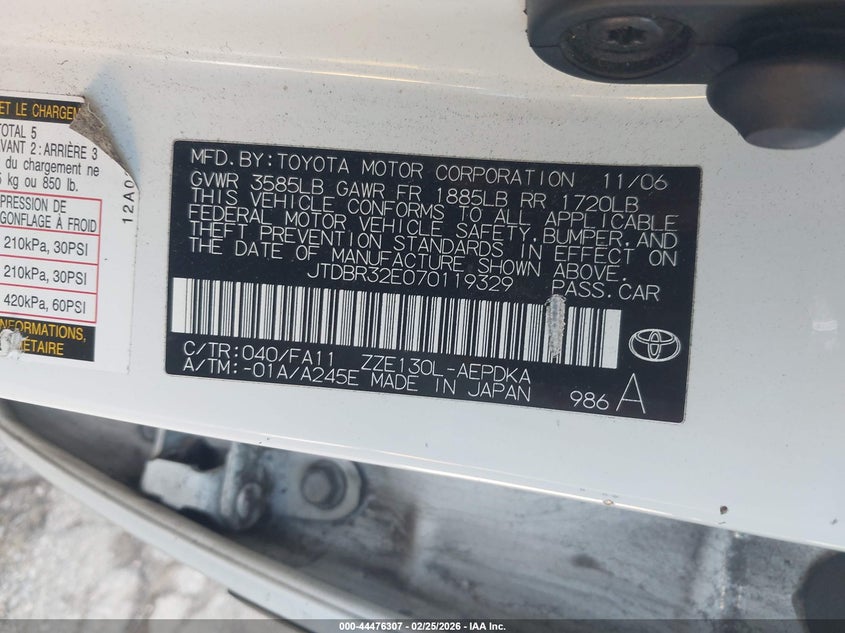 ET LE CHARGEM
TOTAL 5
AVANT 2: ARRIÈRE 3
du chargement ne
kg ou 850 lb.
PRESSION DE
GONFLAGE À FROID
210kPa, 30PSI
210kPa, 30PSI
420kPa, 60PSI
INFORMATIONS,
ÉTAIRE
12A0
MFD.BY:TOYOTA MOTOR CORPORATION 11/06
GVWR 3585LB GAWR FR 1885LB RR 1720LB
THIS VEHICLE CONFORMS TO ALL APPLICABLE
FEDERAL MOTOR VEHICLE SAFETY,BUMPER,AND
THEFT PREVENTION STANDARDS IN EFFECT ON
THE DATE OF MANUFACTURE SHOWN ABOVE.
JTDBR32E070119329 PASS.CAR
C/TR:040/FA11 ZZE130L-AEPDKA
A/TM:-01A/A245E MADE IN JAPAN
986 A
000-44476307 - 02/25/2026 - IAA, Inc.